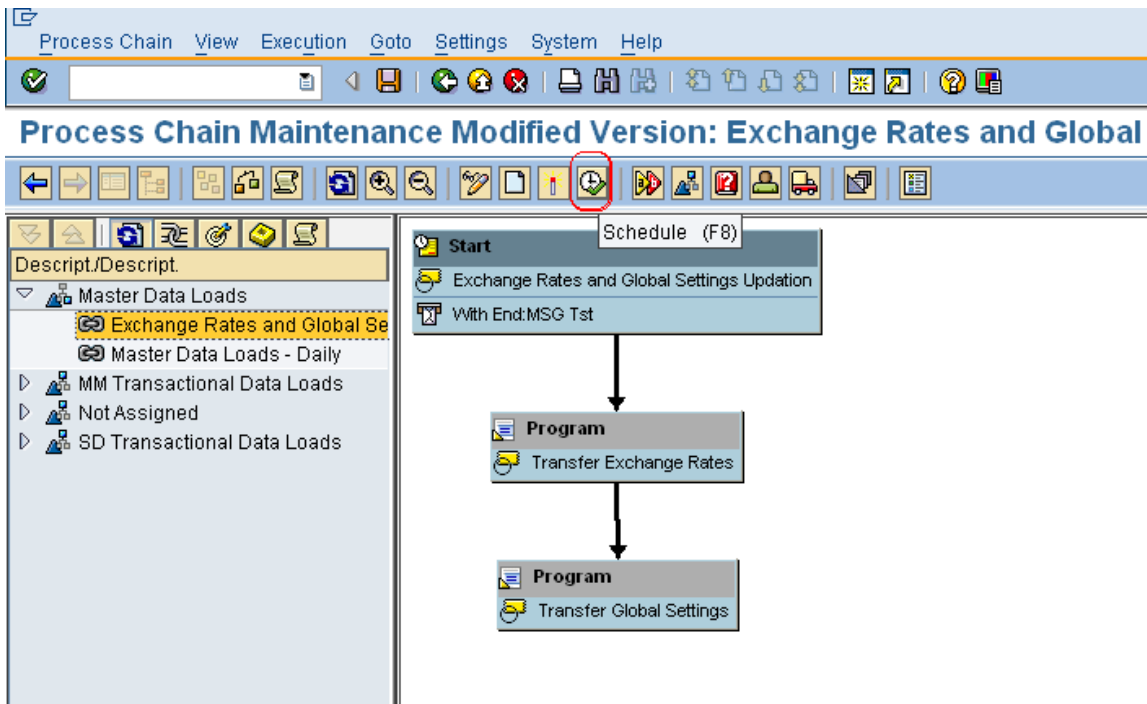 Process Chain View Execution Goto Settings System Help
Process Chain Maintenance Modified Version: Exchange Rates and Global
Schedule (F8)
Descript./Descript.
Master Data Loads
Exchange Rates and Global Se
Master Data Loads - Daily
MM Transactional Data Loads
Not Assigned
SD Transactional Data Loads
Start
Exchange Rates and Global Settings Updation
With End:MSG Tst
Program
Transfer Exchange Rates
Program
Transfer Global Settings